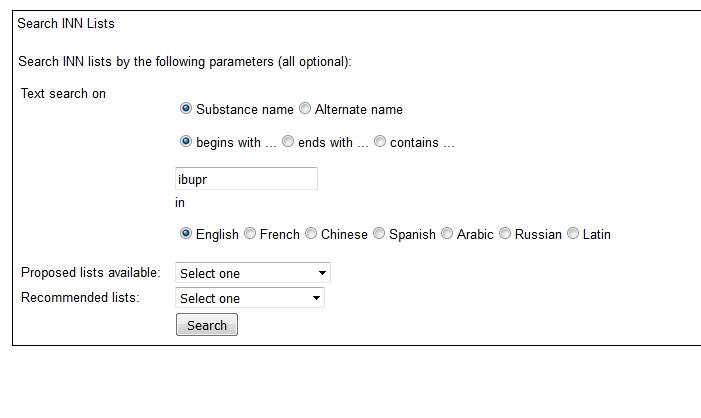 Search INN Lists
Search INN lists by the following parameters (all optional):
Text search on
Substance name Alternate name
begins with ... ends with ... contains ...
ibupr
in
English French Chinese Spanish Arabic Russian Latin
Proposed lists available: Select one
Recommended lists: Select one
Search